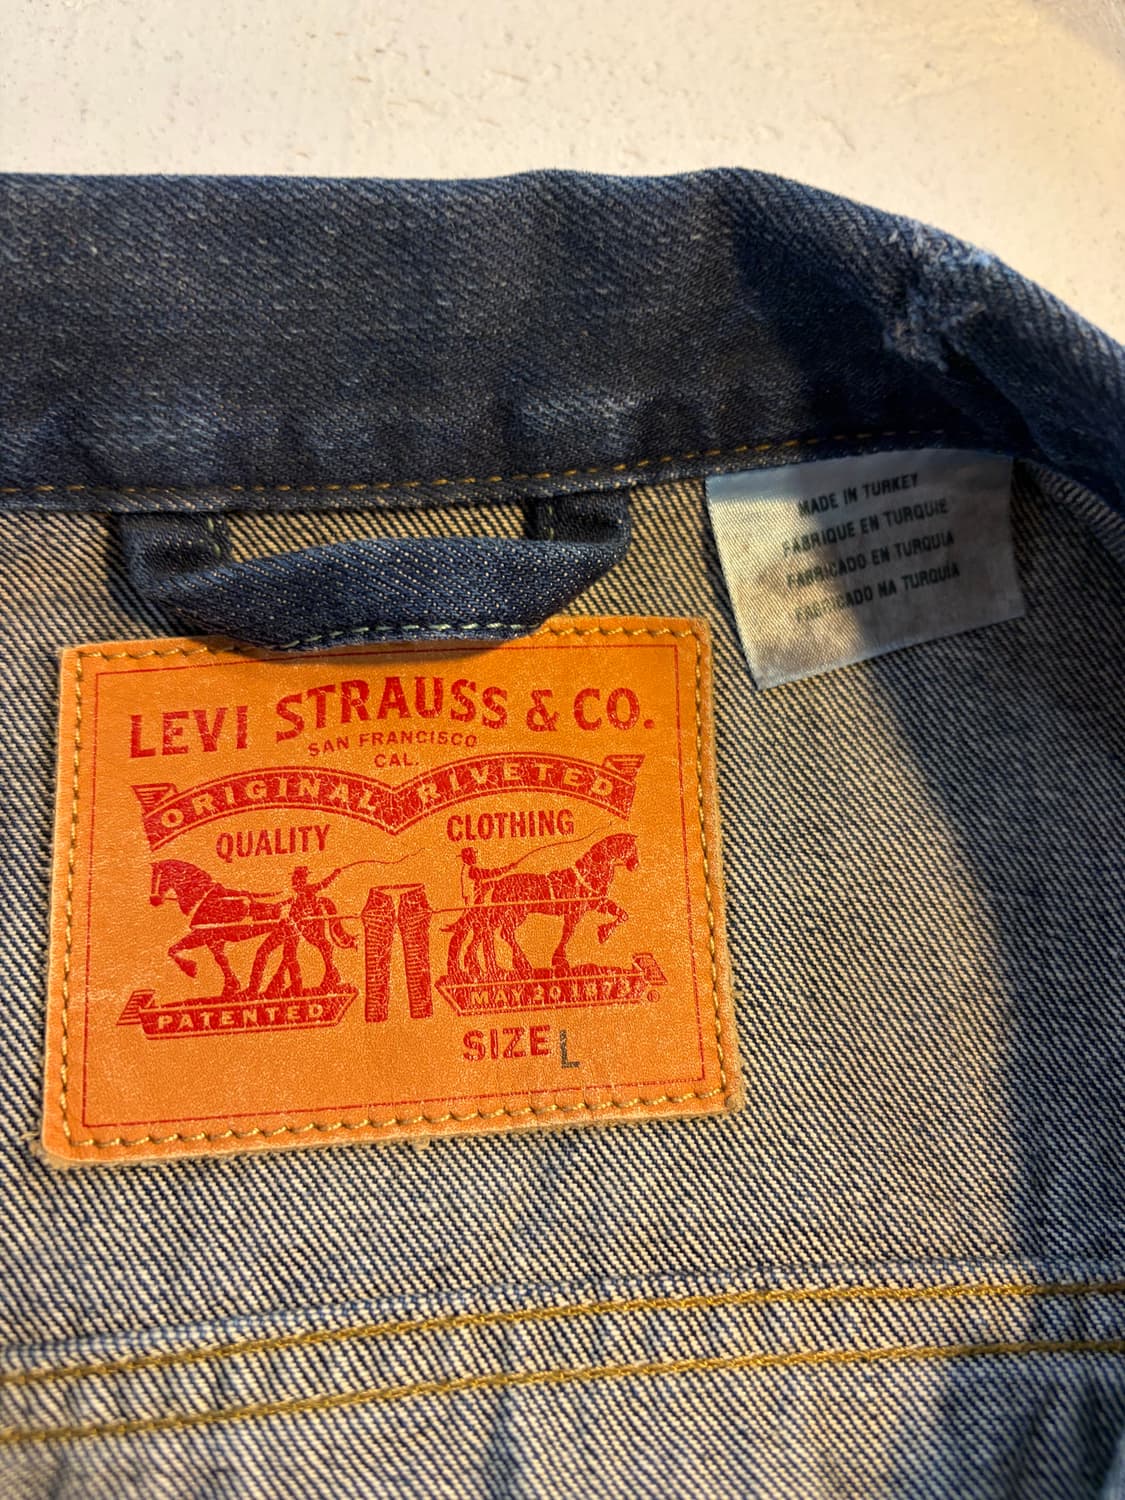 MADE IN TURKEY
FABRIQUE EN TURQUIE
FABRICADO EN TURQUIA
FABRICADO NA TURQUIA
LEVI STRAUSS & CO.
SAN FRANCISCO
CAL.
ORIGINAL RIVETED
QUALITY CLOTHING
PATENTED MAY 20 1873 ®
SIZE L